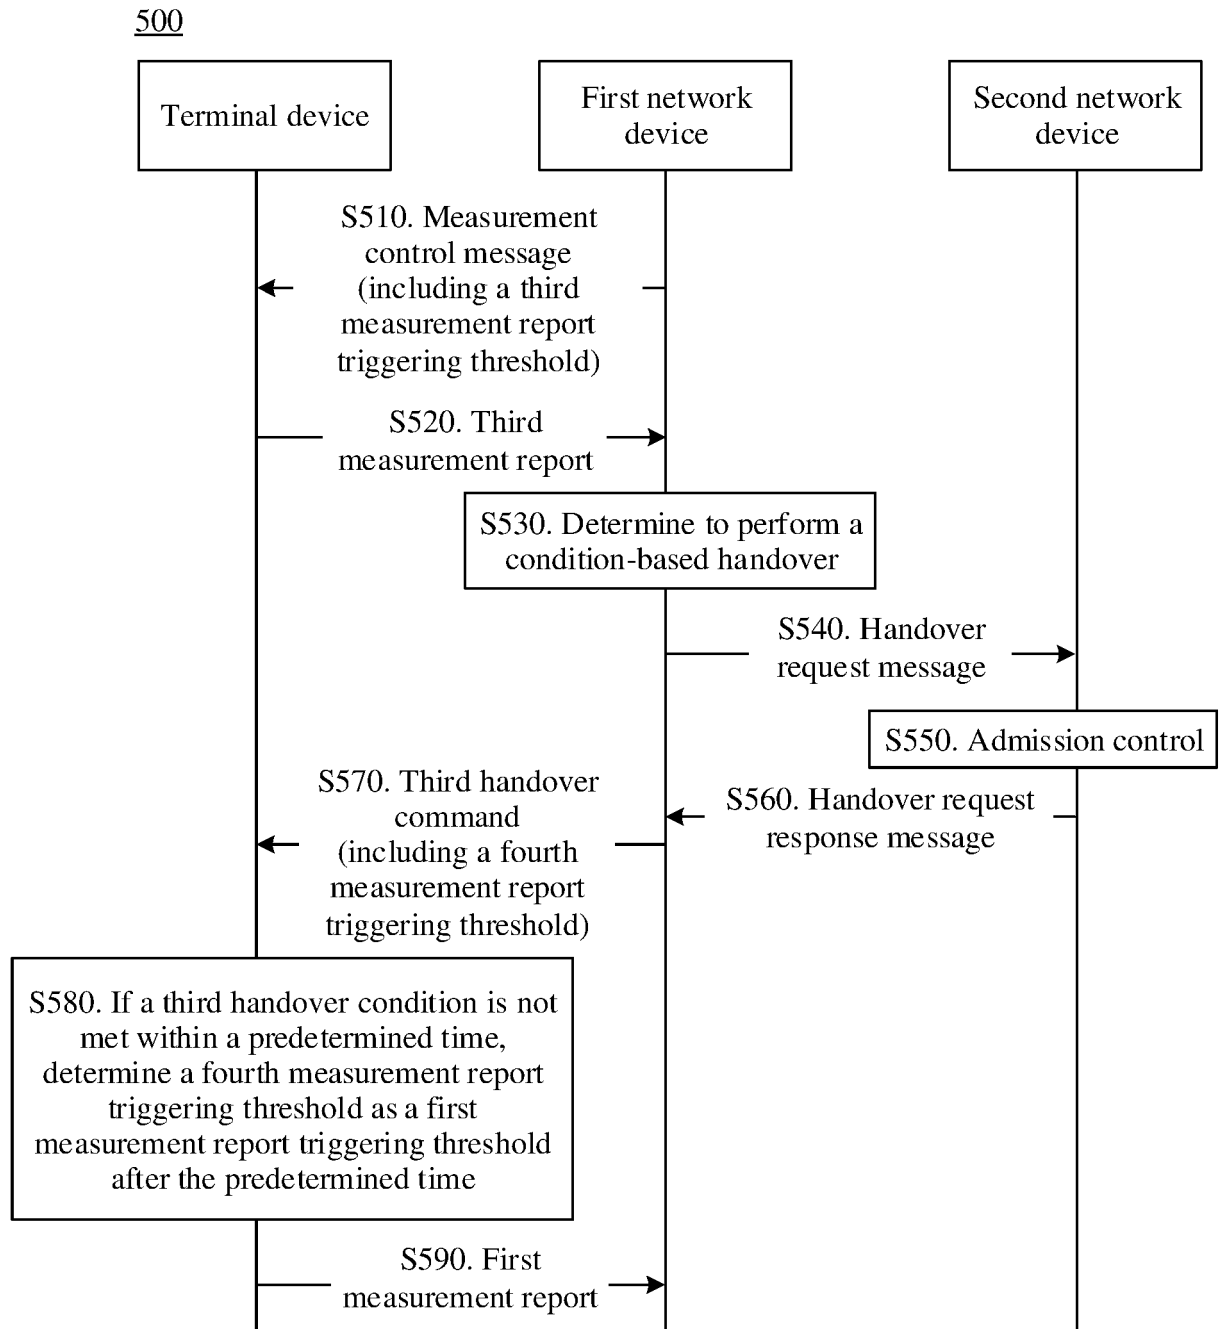 500
Terminal device
First network
device
Second network
device
S510. Measurement
control message
(including a third
measurement report
triggering threshold)
S520. Third
measurement report
S530. Determine to perform a
condition-based handover
S540. Handover
request message
S550. Admission control
S560. Handover request
response message
S570. Third handover
command
(including a fourth
measurement report
triggering threshold)
S580. If a third handover condition is not
met within a predetermined time,
determine a fourth measurement report
triggering threshold as a first
measurement report triggering threshold
after the predetermined time
S590. First
measurement report